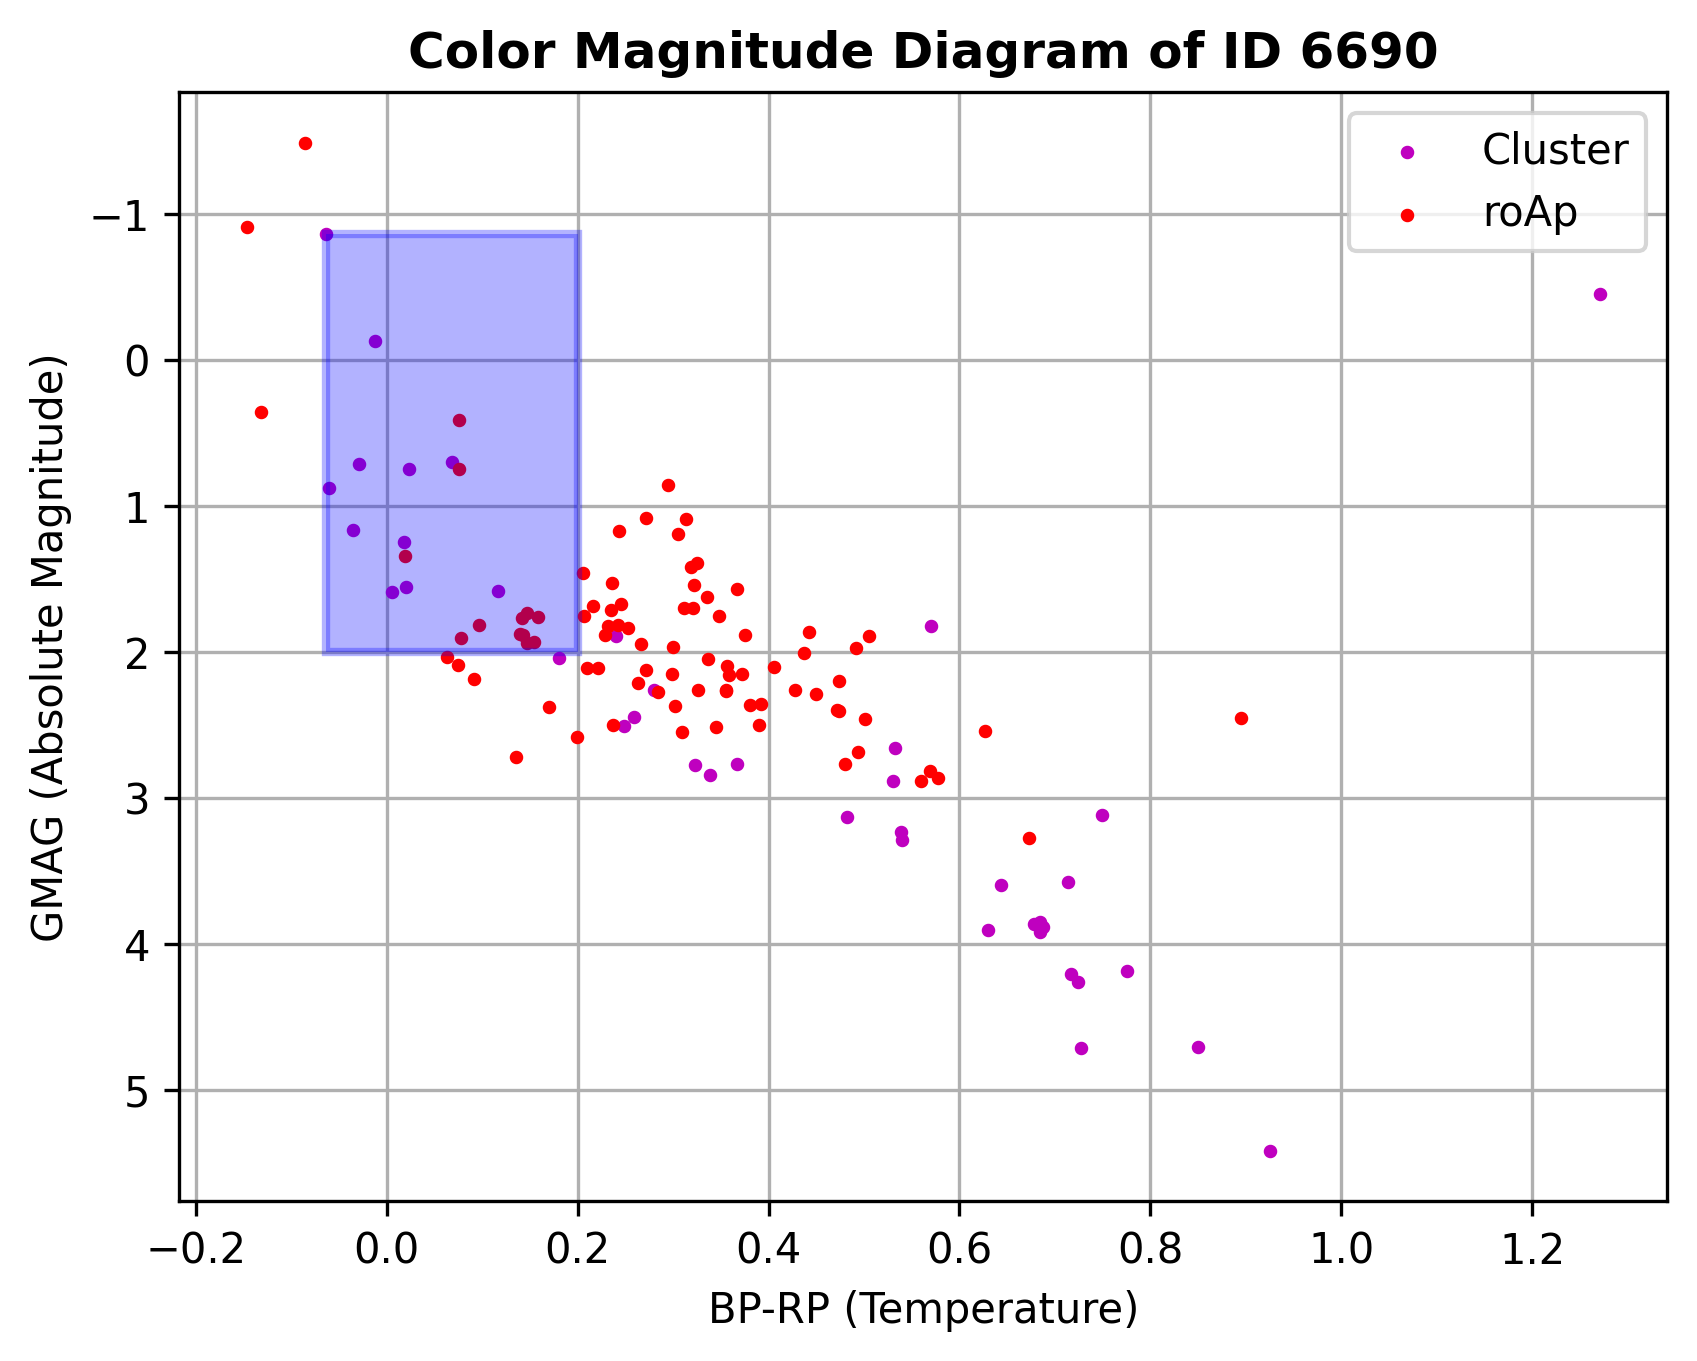 Color Magnitude Diagram of ID 6690
Cluster
roAp
GMAG (Absolute Magnitude)
−1
0
1
2
3
4
5
−0.2 0.0 0.2 0.4 0.6 0.8 1.0 1.2
BP-RP (Temperature)